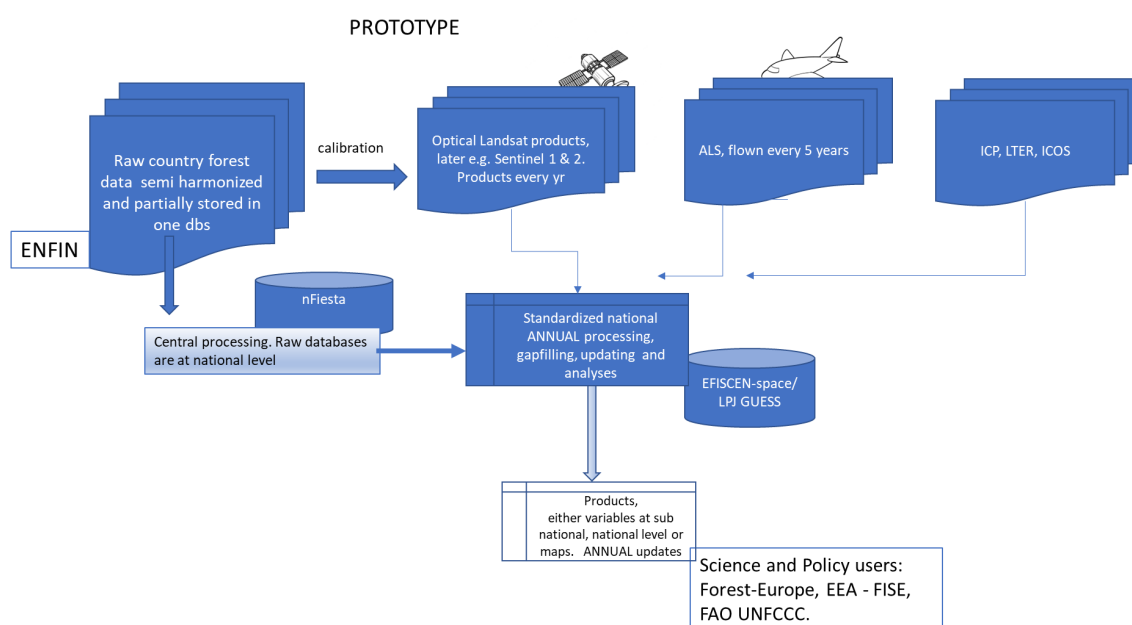 PROTOTYPE
Raw country forest
data semi harmonized
and partially stored in
one dbs
ENFIN
calibration
Optical Landsat products,
later e.g. Sentinel 1 & 2.
Products every yr
ALS, flown every 5 years
ICP, LTER, ICOS
nFiesta
Central processing. Raw databases
are at national level
Standardized national
ANNUAL processing,
gapfilling, updating and
analyses
EFISCEN-space/
LPJ GUESS
Products,
either variables at sub
national, national level or
maps. ANNUAL updates
Science and Policy users:
Forest-Europe, EEA - FISE,
FAO UNFCCC.